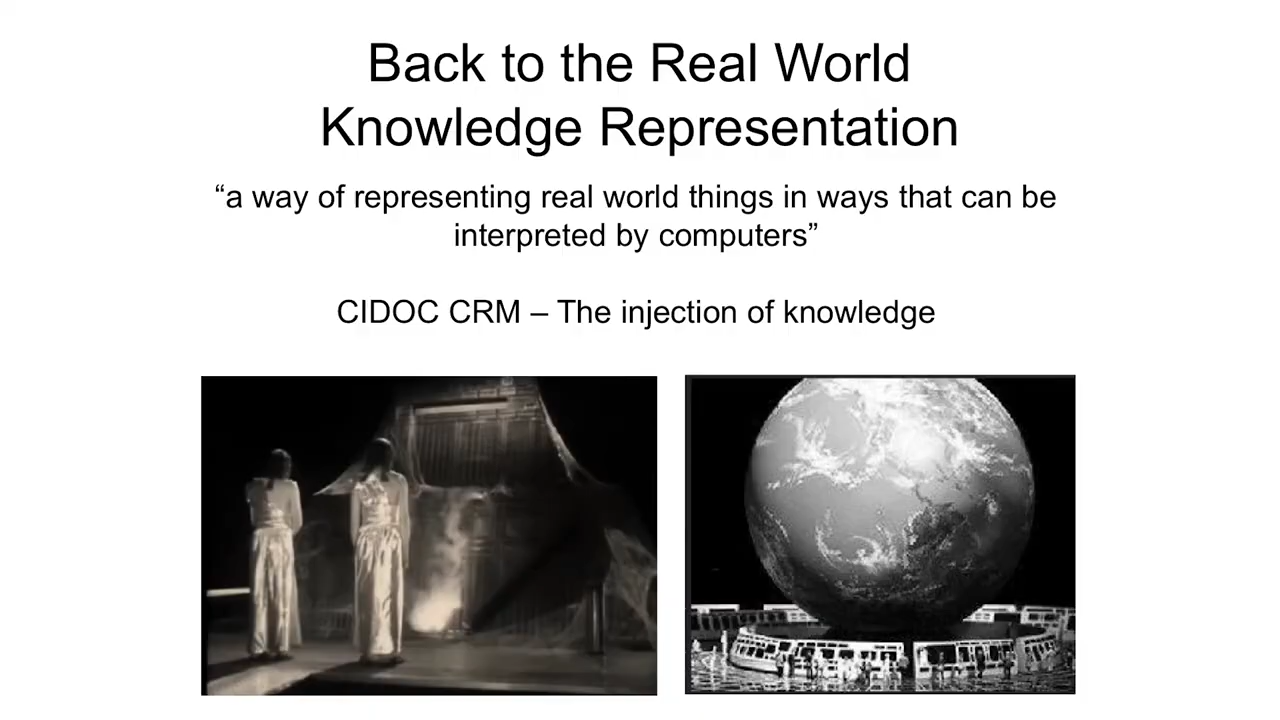 Back to the Real World
Knowledge Representation
“a way of representing real world things in ways that can be
interpreted by computers”
CIDOC CRM – The injection of knowledge